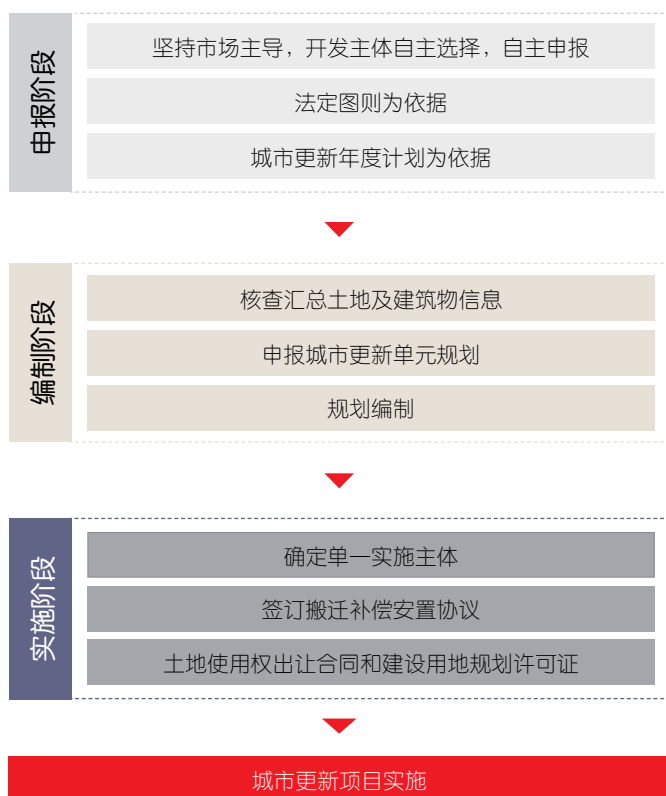 申报阶段
坚持市场主导，开发主体自主选择，自主申报
法定图则为依据
城市更新年度计划为依据
编制阶段
核查汇总土地及建筑物信息
申报城市更新单元规划
规划编制
实施阶段
确定单一实施主体
签订搬迁补偿安置协议
土地使用权出让合同和建设用地规划许可证
城市更新项目实施